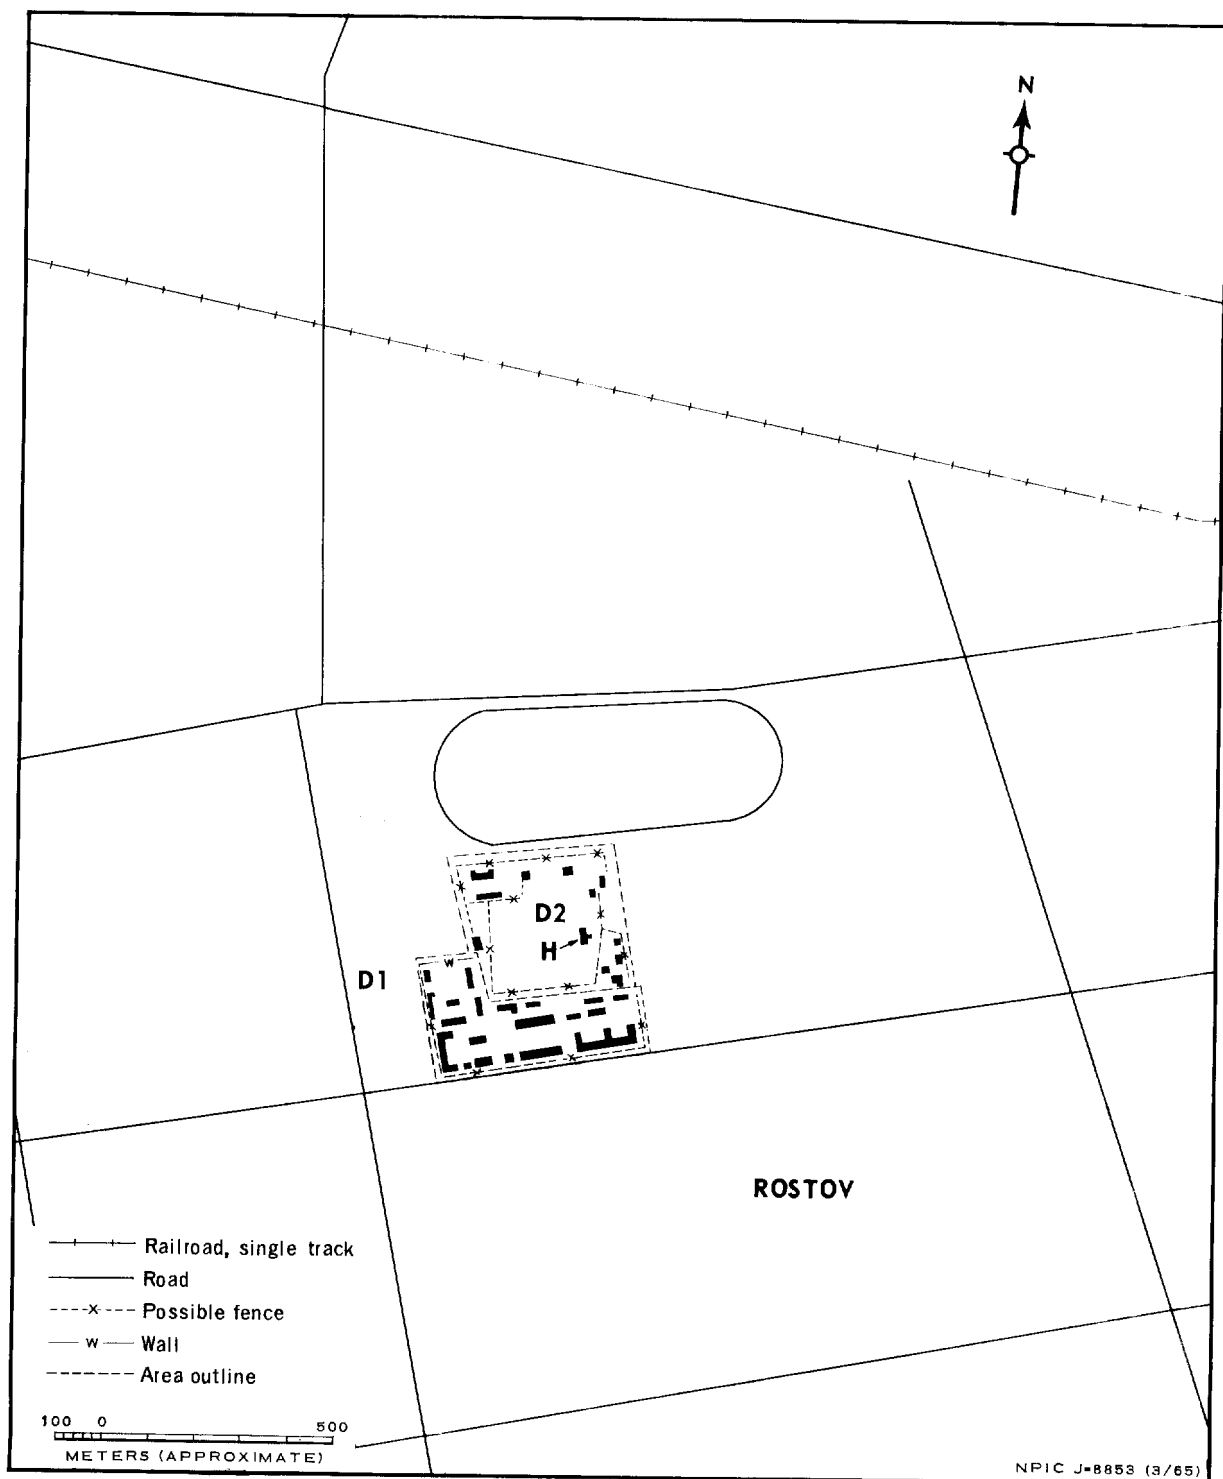 N
D2
H
D1
ROSTOV
Railroad, single track
Road
x Possible fence
w Wall
Area outline
100 0 500
METERS (APPROXIMATE)
NPIC J-8853 (3/65)